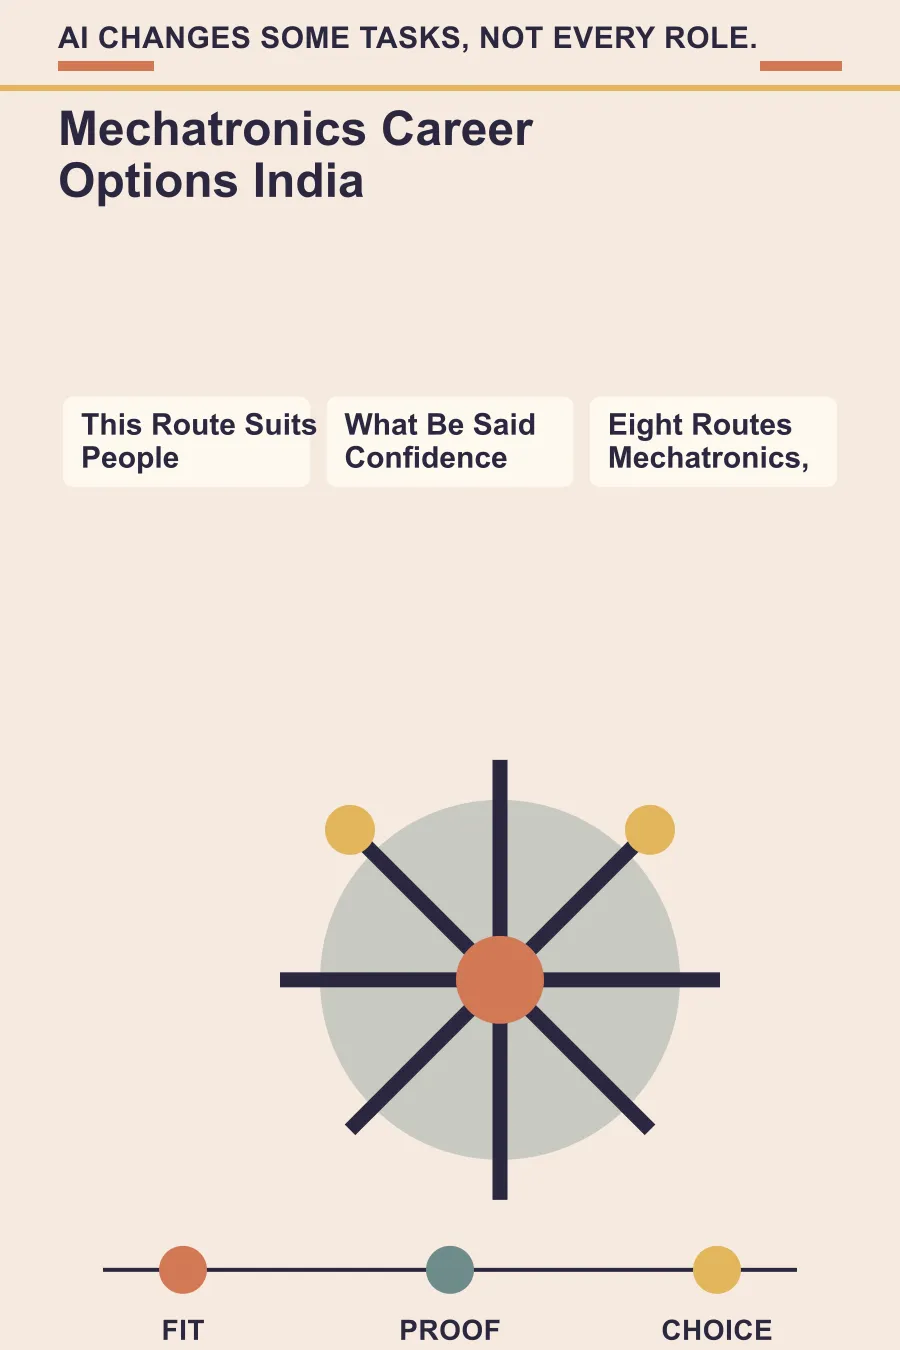 AI CHANGES SOME TASKS, NOT EVERY ROLE.
Mechatronics Career
Options India
This Route Suits
People
What Be Said
Confidence
Eight Routes
Mechatronics,
FIT
PROOF
CHOICE